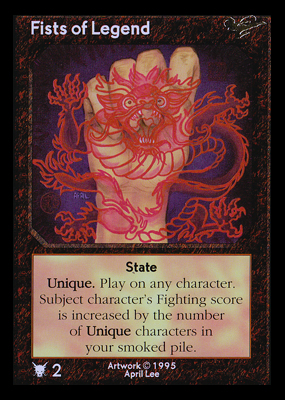 Fists of Legend
State
Unique. Play on any character.
Subject character's Fighting score
is increased by the number
of Unique characters in
your smoked pile.
2
Artwork © 1995
April Lee